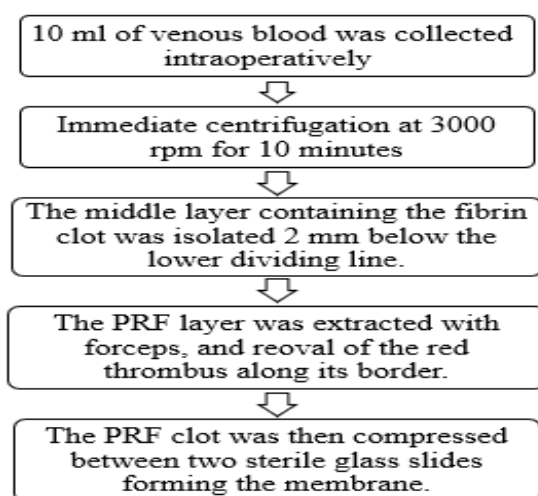 10 ml of venous blood was collected
intraoperatively
Immediate centrifugation at 3000
rpm for 10 minutes
The middle layer containing the fibrin
clot was isolated 2 mm below the
lower dividing line.
The PRF layer was extracted with
forceps, and reoval of the red
thrombus along its border.
The PRF clot was then compressed
between two sterile glass slides
forming the membrane.